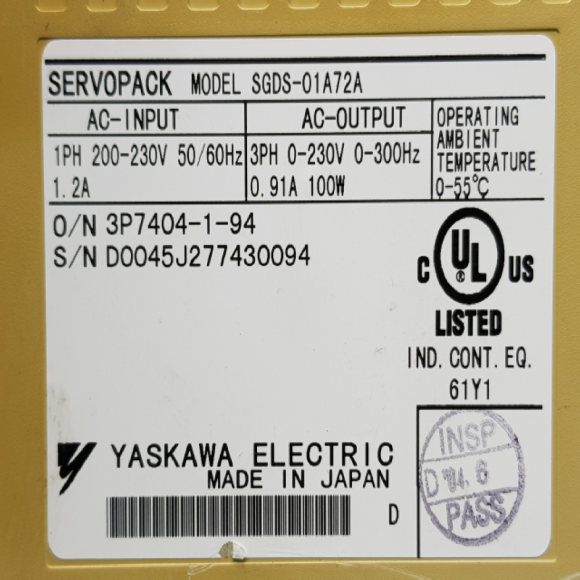 SERVOPACK MODEL SGDS-01A72A
AC-INPUT
1PH 200-230V 50/60Hz
1.2A
AC-OUTPUT
3PH 0-230V 0-300Hz
0.91A 100W
OPERATING
AMBIENT
TEMPERATURE
0-55℃
O/N 3P7404-1-94
S/N D0045J277430094
C UL® US
LISTED
IND. CONT. EQ.
61Y1
YASKAWA ELECTRIC
MADE IN JAPAN
D
INSP
D '04.6
PASS